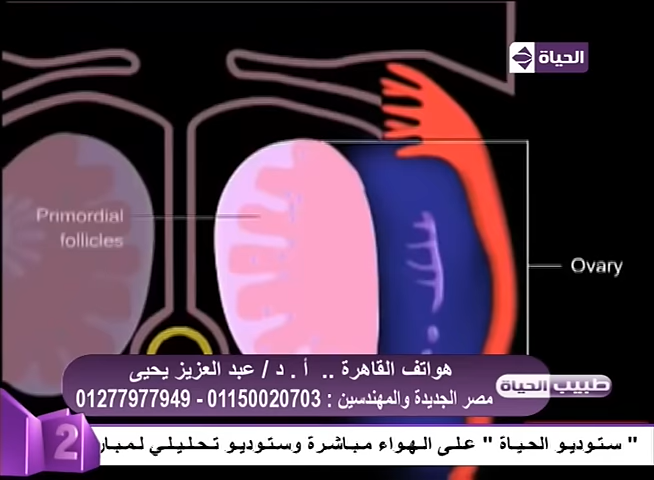 الحياة
Primordial
follicles
Ovary
هواتف القاهرة .. أ . د / عبد العزيز يحيى
مصر الجديدة والمهندسين : 01150020703 - 01277977949
طبيب الحياة
2
" ستوديو الحياة " على الهواء مباشرة وستوديو تحليلي لمبار